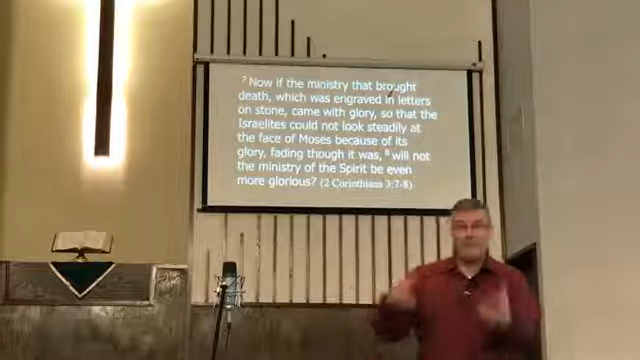 ⁷ Now if the ministry that brought
death, which was engraved in letters
on stone, came with glory, so that the
Israelites could not look steadily at
the face of Moses because of its
glory, fading though it was, ⁸ will not
the ministry of the Spirit be even
more glorious? (2 Corinthians 3:7-8)